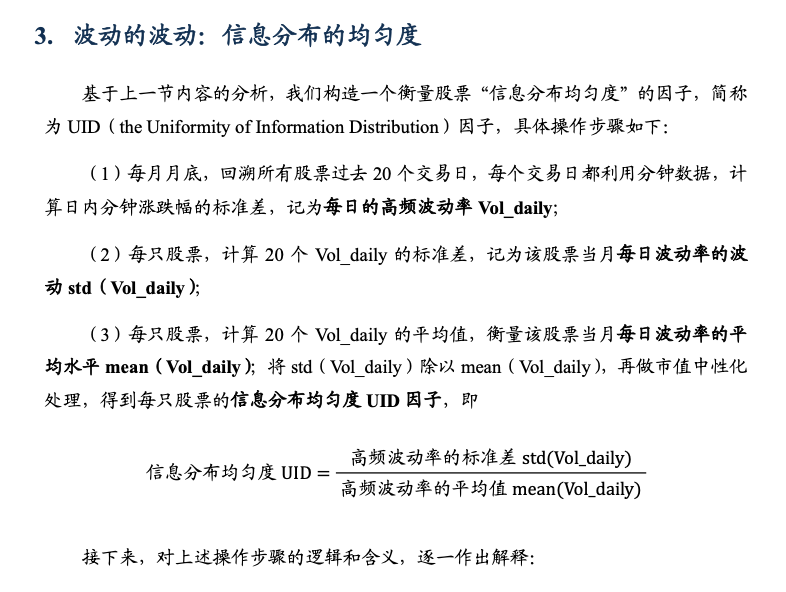 3. 波动的波动：信息分布的均匀度
基于上一节内容的分析，我们构造一个衡量股票“信息分布均匀度”的因子，简称
为 UID（the Uniformity of Information Distribution）因子，具体操作步骤如下：
（1）每月月底，回溯所有股票过去 20 个交易日，每个交易日都利用分钟数据，计
算日内分钟涨跌幅的标准差，记为每日的高频波动率 Vol_daily；
（2）每只股票，计算 20 个 Vol_daily 的标准差，记为该股票当月每日波动率的波
动 std（Vol_daily）；
（3）每只股票，计算 20 个 Vol_daily 的平均值，衡量该股票当月每日波动率的平
均水平 mean（Vol_daily）；将 std（Vol_daily）除以 mean（Vol_daily），再做市值中性化
处理，得到每只股票的信息分布均匀度 UID 因子，即
信息分布均匀度 UID =
高频波动率的标准差 std(Vol_daily)
高频波动率的平均值 mean(Vol_daily)
接下来，对上述操作步骤的逻辑和含义，逐一作出解释：